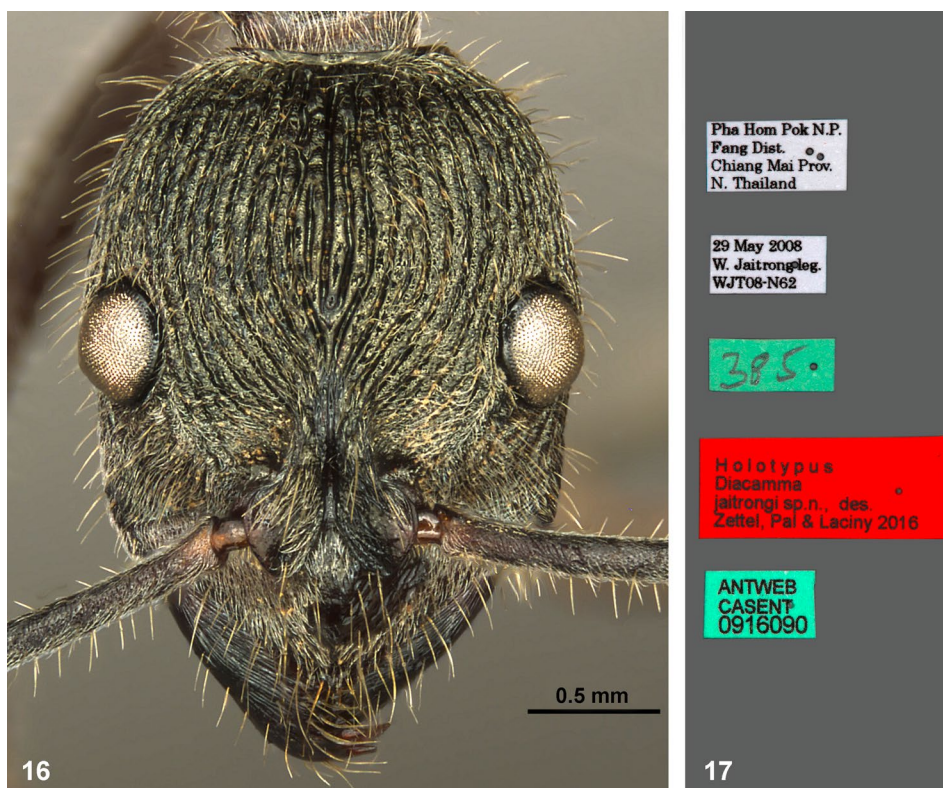 0.5 mm
16
Pha Hom Pok N.P.
Fang Dist.
Chiang Mai Prov.
N. Thailand
29 May 2008
W. Jaitrong leg.
WJT08-N62
385
Holotypus
Diacamma
jaitrongi sp.n., des.
Zettel, Pal & Laciny 2016
ANTWEB
CASENT
0916090
17